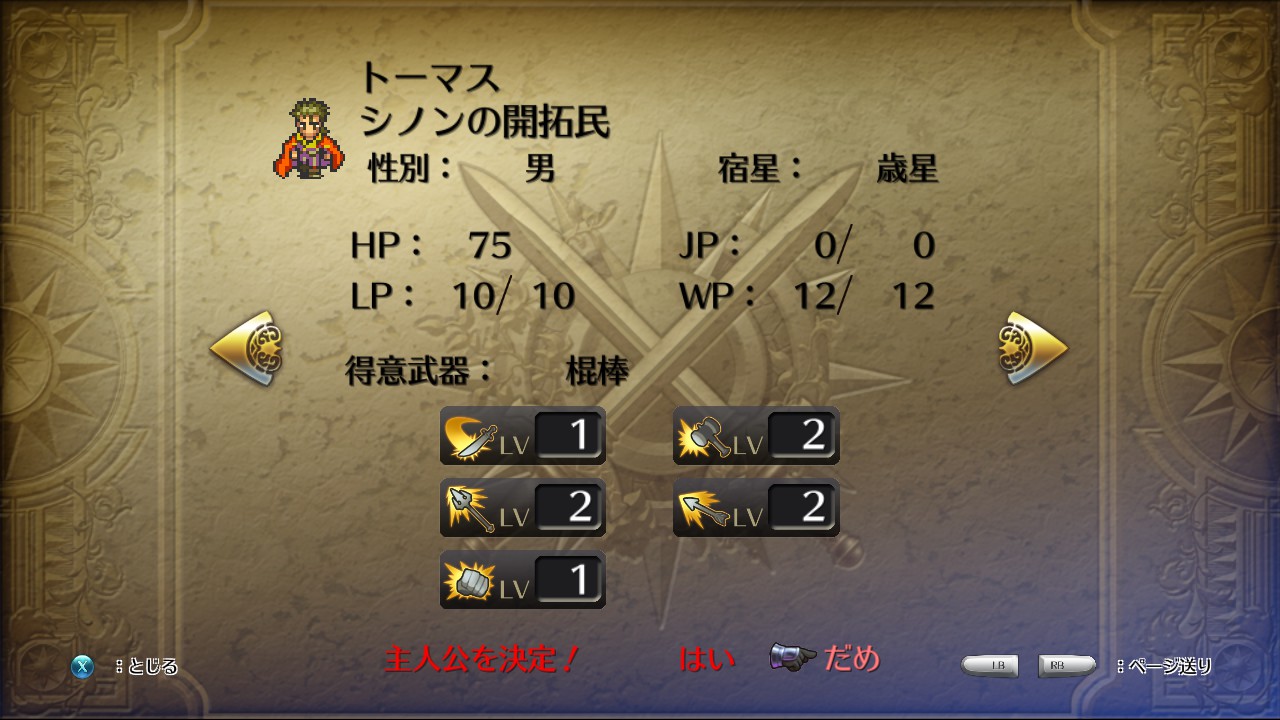 トーマス
シノンの開拓民
性別： 男 宿星： 歳星
HP： 75 JP： 0/ 0
LP： 10/ 10 WP： 12/ 12
得意武器： 棍棒
LV 1 LV 2
LV 2 LV 2
LV 1
主人公を決定！ はい だめ
X ：とじる LB RB ：ページ送り